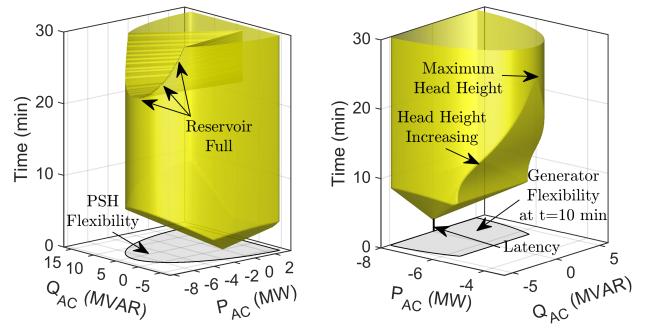 30
20
10
0
Time (min)
Reservoir
Full
PSH
Flexibility
15
10
5
0
-5
Q_AC (MVAR)
-8
-6
-4
-2
0
2
P_AC (MW)
30
20
10
0
Time (min)
Maximum
Head Height
Head Height
Increasing
Generator
Flexibility
at t=10 min
Latency
-8
-6
-4
P_AC (MW)
-5
0
5
Q_AC (MVAR)